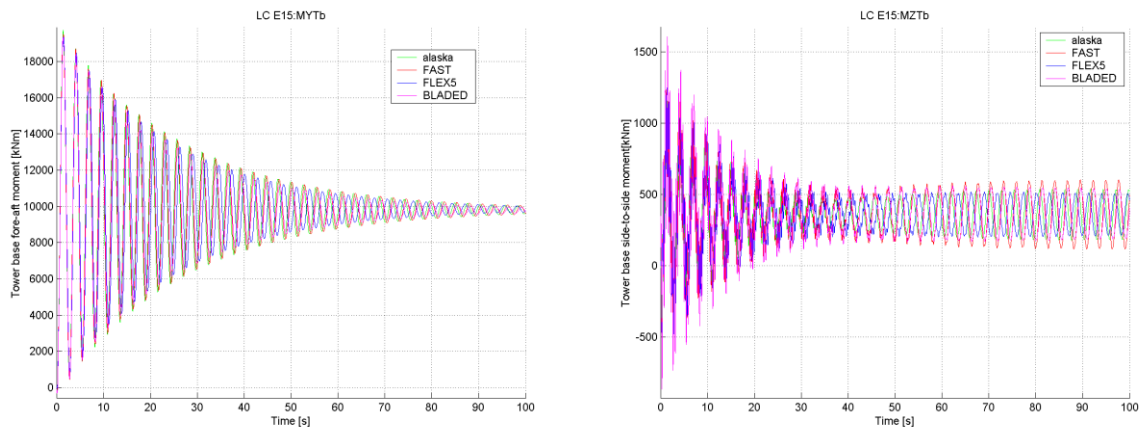 LC E15:MYTb
alaska
FAST
FLEX5
BLADED
18000
16000
14000
12000
10000
8000
6000
4000
2000
0
Tower base fore-aft moment [kNm]
0 10 20 30 40 50 60 70 80 90 100
Time [s]
LC E15:MZTb
alaska
FAST
FLEX5
BLADED
1500
1000
500
0
-500
Tower base side-to-side moment[kNm]
0 10 20 30 40 50 60 70 80 90 100
Time [s]